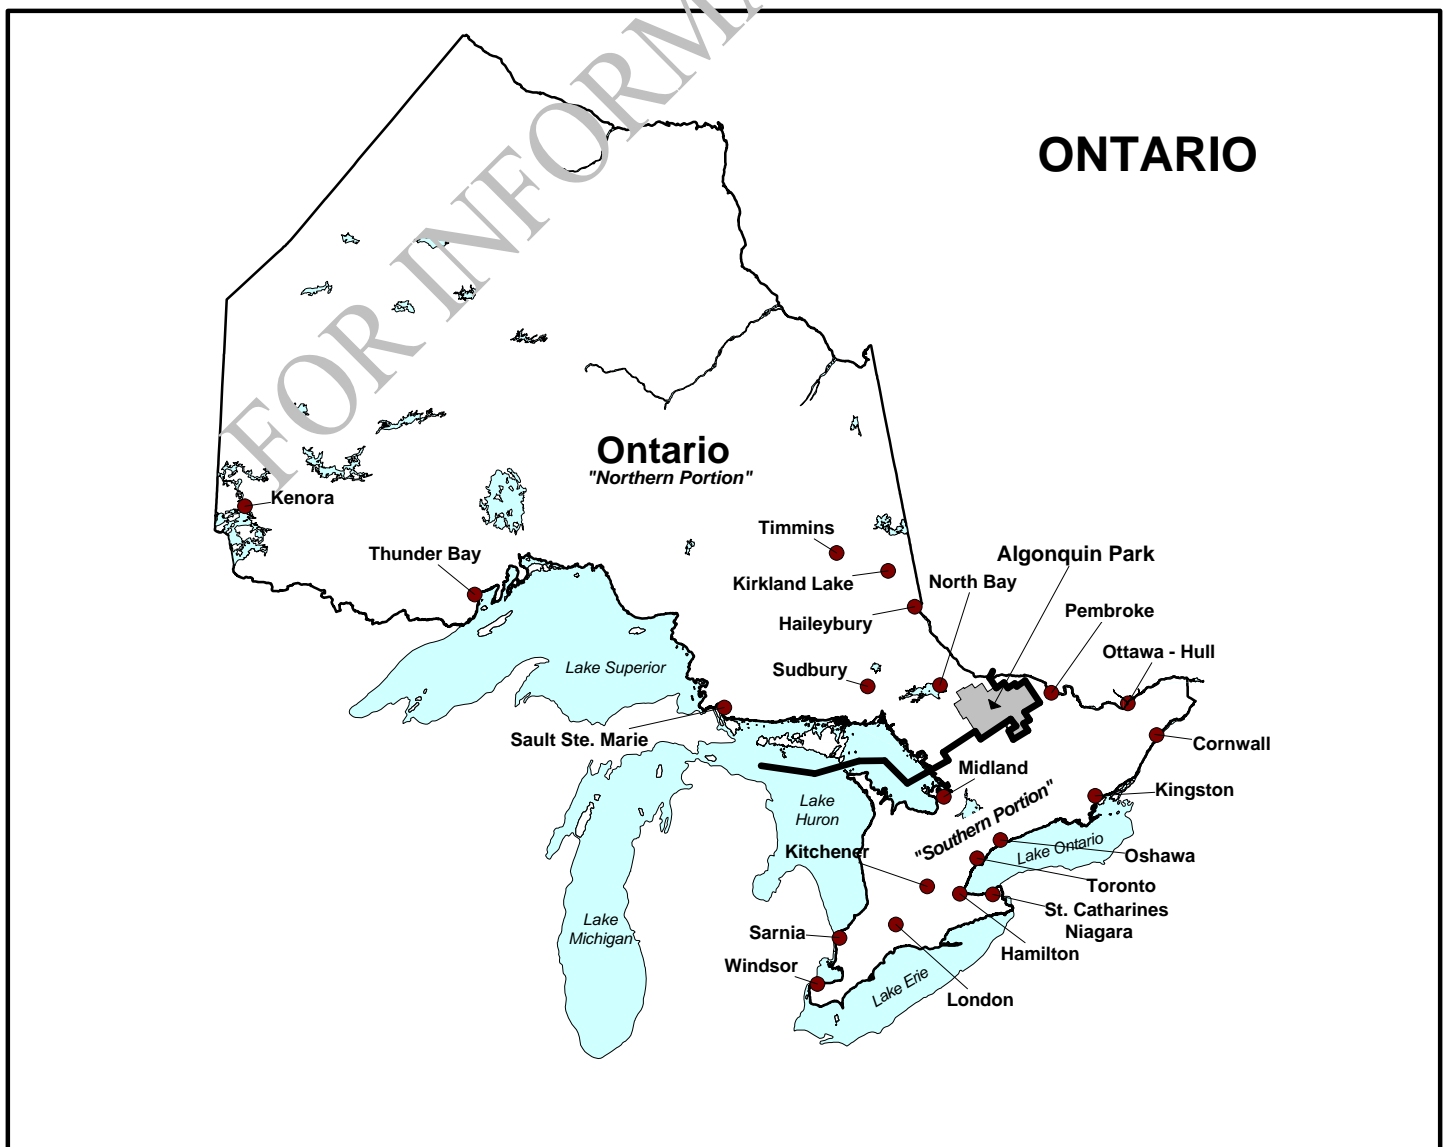 FOR INFORMA
ONTARIO
Ontario
"Northern Portion"
Kenora
Thunder Bay
Timmins
Kirkland Lake
Haileybury
Algonquin Park
North Bay
Pembroke
Ottawa - Hull
Sudbury
Lake Superior
Sault Ste. Marie
Cornwall
Midland
Kingston
Lake
Huron
"Southern Portion"
Kitchener
Lake Ontario
Oshawa
Toronto
St. Catharines
Niagara
Hamilton
Lake
Michigan
Sarnia
Windsor
Lake Erie
London